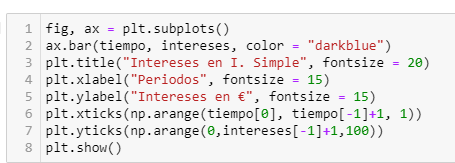 1 fig, ax = plt.subplots()
2 ax.bar(tiempo, intereses, color = "darkblue")
3 plt.title("Intereses en I. Simple", fontsize = 20)
4 plt.xlabel("Periodos", fontsize = 15)
5 plt.ylabel("Intereses en €", fontsize = 15)
6 plt.xticks(np.arange(tiempo[0], tiempo[-1]+1, 1))
7 plt.yticks(np.arange(0,intereses[-1]+1,100))
8 plt.show()